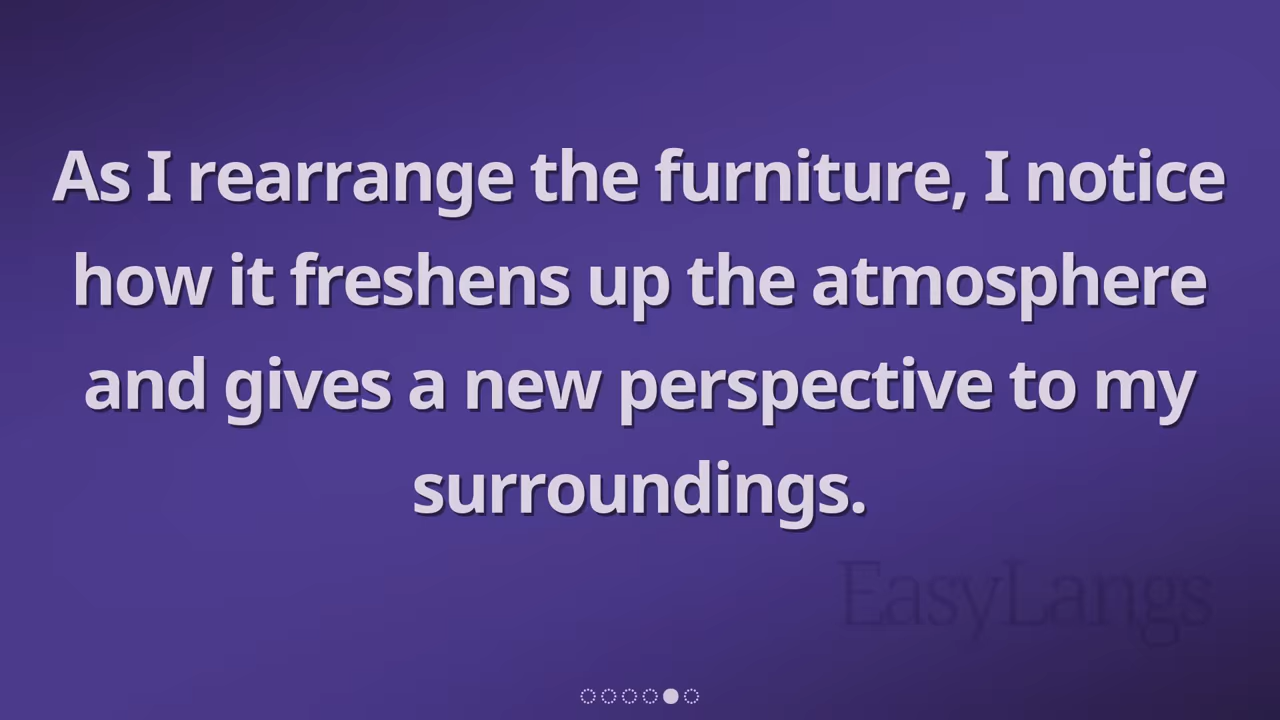 As I rearrange the furniture, I notice
how it freshens up the atmosphere
and gives a new perspective to my
surroundings.
EasyLangs